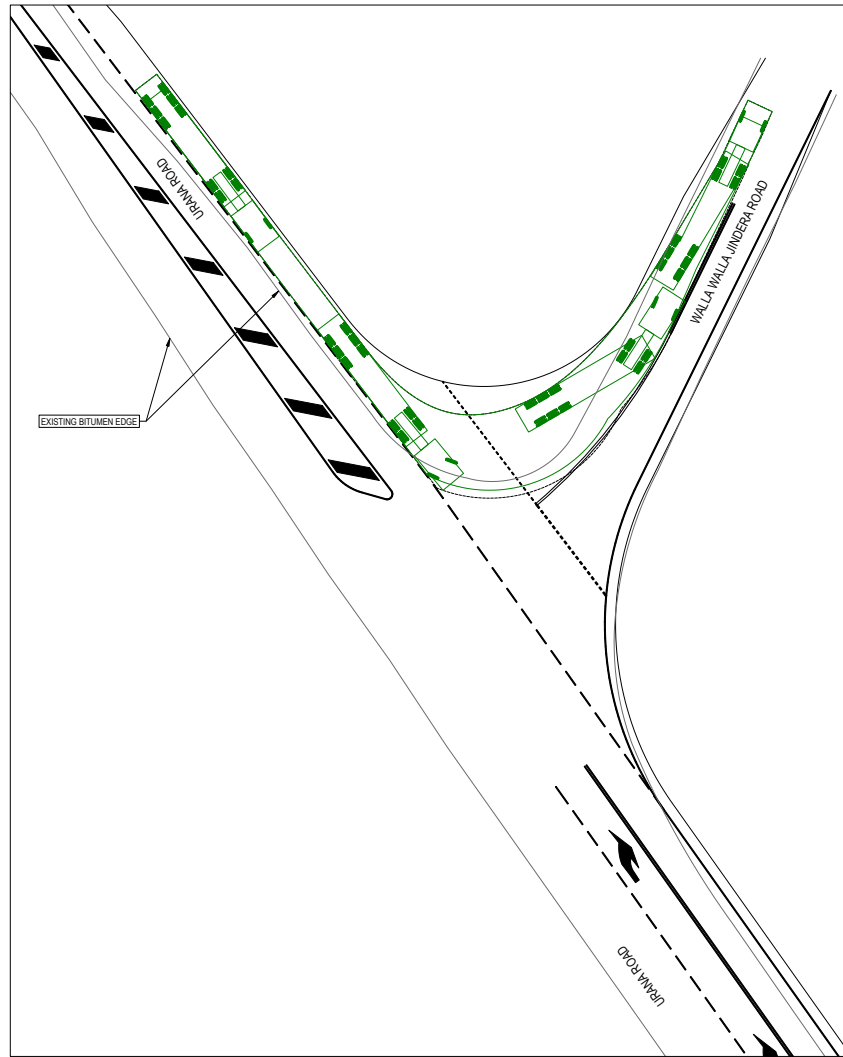 URANA ROAD
WALLA WALLA JINDERA ROAD
EXISTING BITUMEN EDGE
URANA ROAD